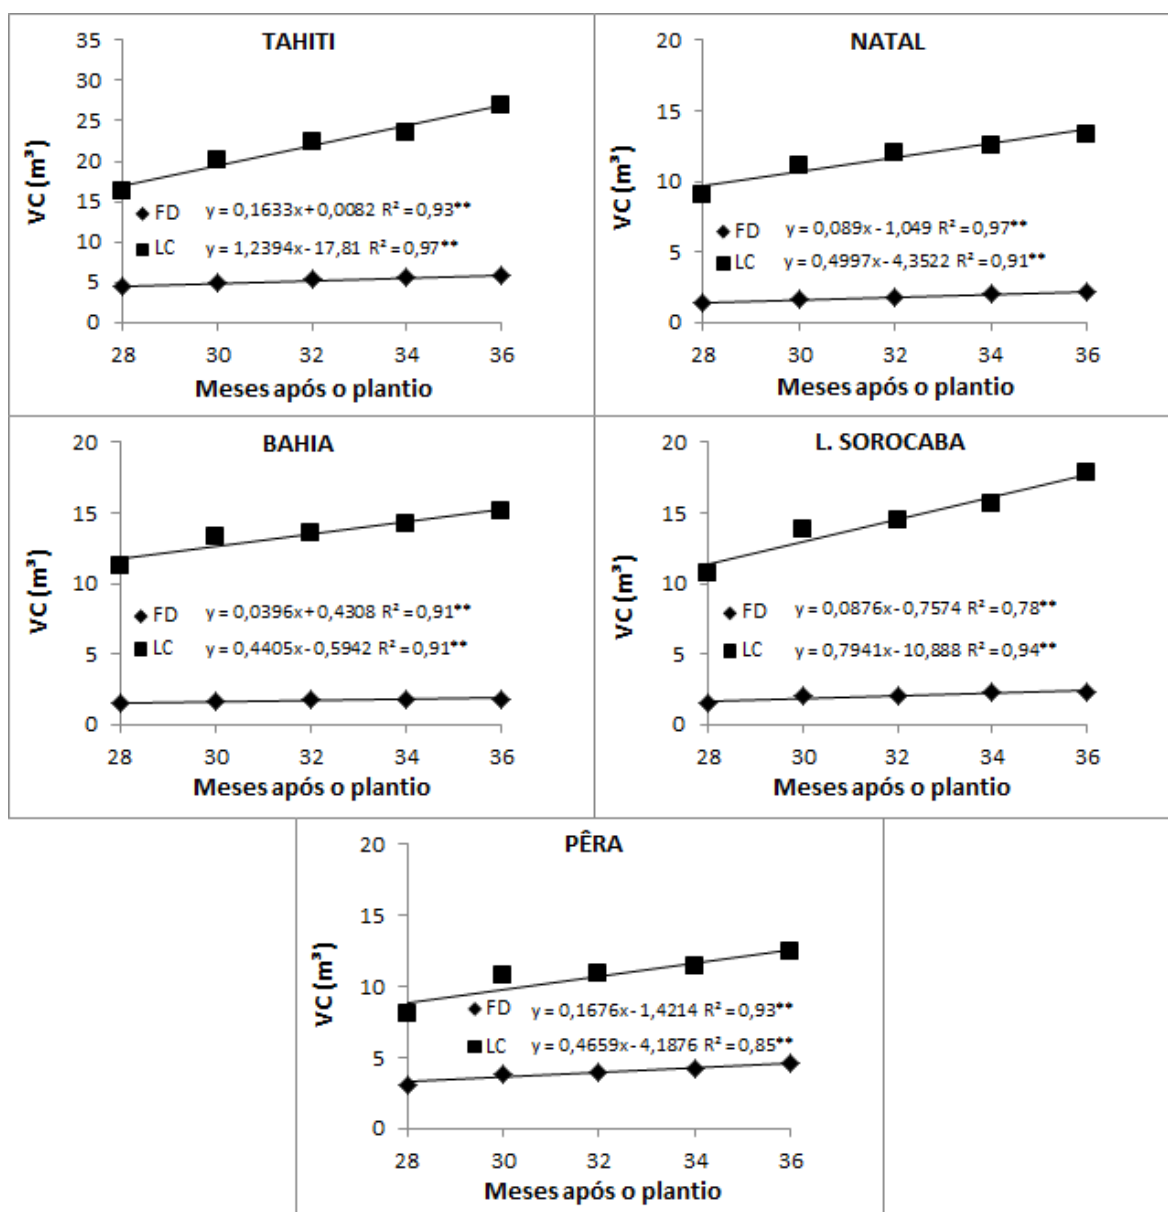 TAHITI
35
30
25
20
15
10
5
0
VC (m³)
FD y = 0,1633x + 0,0082 R² = 0,93**
LC y = 1,2394x - 17,81 R² = 0,97**
28 30 32 34 36
Meses após o plantio
NATAL
20
15
10
5
0
VC (m³)
FD y = 0,089x - 1,049 R² = 0,97**
LC y = 0,4997x - 4,3522 R² = 0,91**
28 30 32 34 36
Meses após o plantio
BAHIA
20
15
10
5
0
VC (m³)
FD y = 0,0396x + 0,4308 R² = 0,91**
LC y = 0,4405x - 0,5942 R² = 0,91**
28 30 32 34 36
Meses após o plantio
L. SOROCABA
20
15
10
5
0
VC (m³)
FD y = 0,0876x - 0,7574 R² = 0,78**
LC y = 0,7941x - 10,888 R² = 0,94**
28 30 32 34 36
Meses após o plantio
PÊRA
20
15
10
5
0
VC (m³)
FD y = 0,1676x - 1,4214 R² = 0,93**
LC y = 0,4659x - 4,1876 R² = 0,85**
28 30 32 34 36
Meses após o plantio